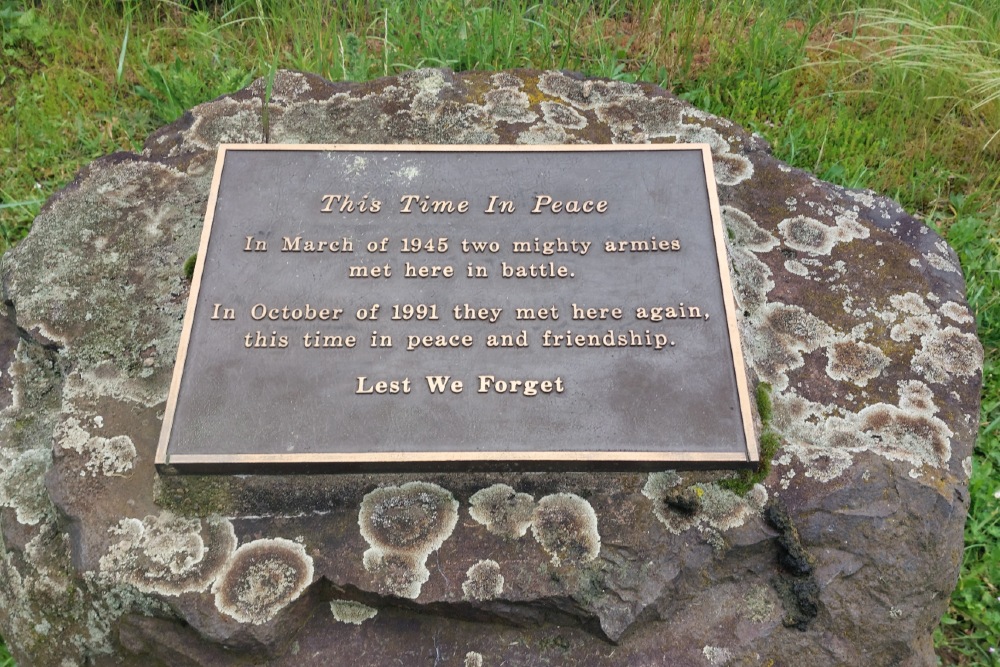 This Time In Peace
In March of 1945 two mighty armies
met here in battle.
In October of 1991 they met here again,
this time in peace and friendship.
Lest We Forget